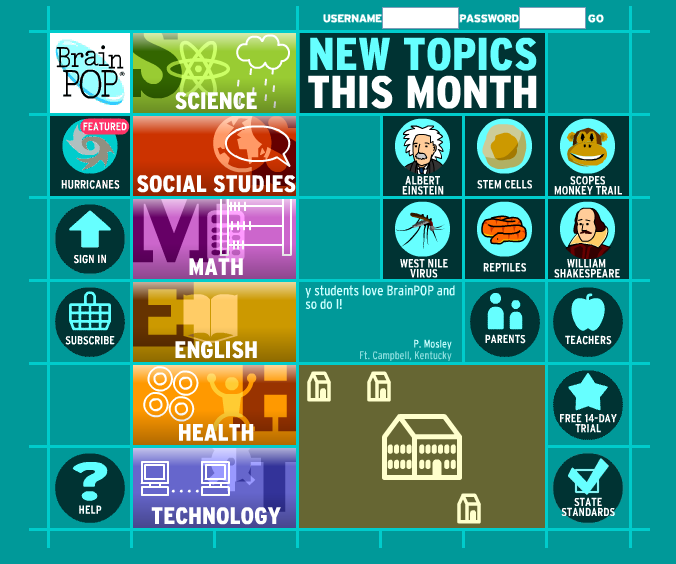 USERNAME PASSWORD GO
Brain
POP®
SCIENCE
NEW TOPICS
THIS MONTH
FEATURED
HURRICANES
SOCIAL STUDIES
ALBERT
EINSTEIN
STEM CELLS
SCOPES
MONKEY TRAIL
SIGN IN
MATH
WEST NILE
VIRUS
REPTILES
WILLIAM
SHAKESPEARE
SUBSCRIBE
ENGLISH
y students love BrainPOP and
so do I!
P. Mosley
Ft. Campbell, Kentucky
PARENTS
TEACHERS
HEALTH
FREE 14-DAY
TRIAL
HELP
TECHNOLOGY
STATE
STANDARDS